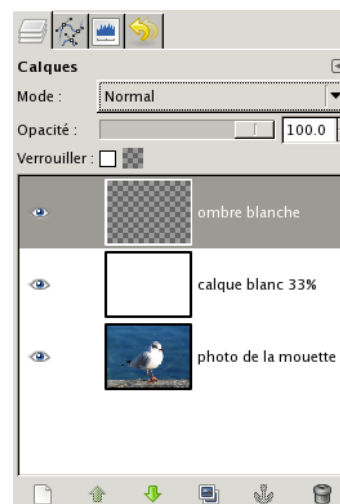 Calques
Mode : Normal
Opacité : 100.0
Verrouiller :
ombre blanche
calque blanc 33%
photo de la mouette